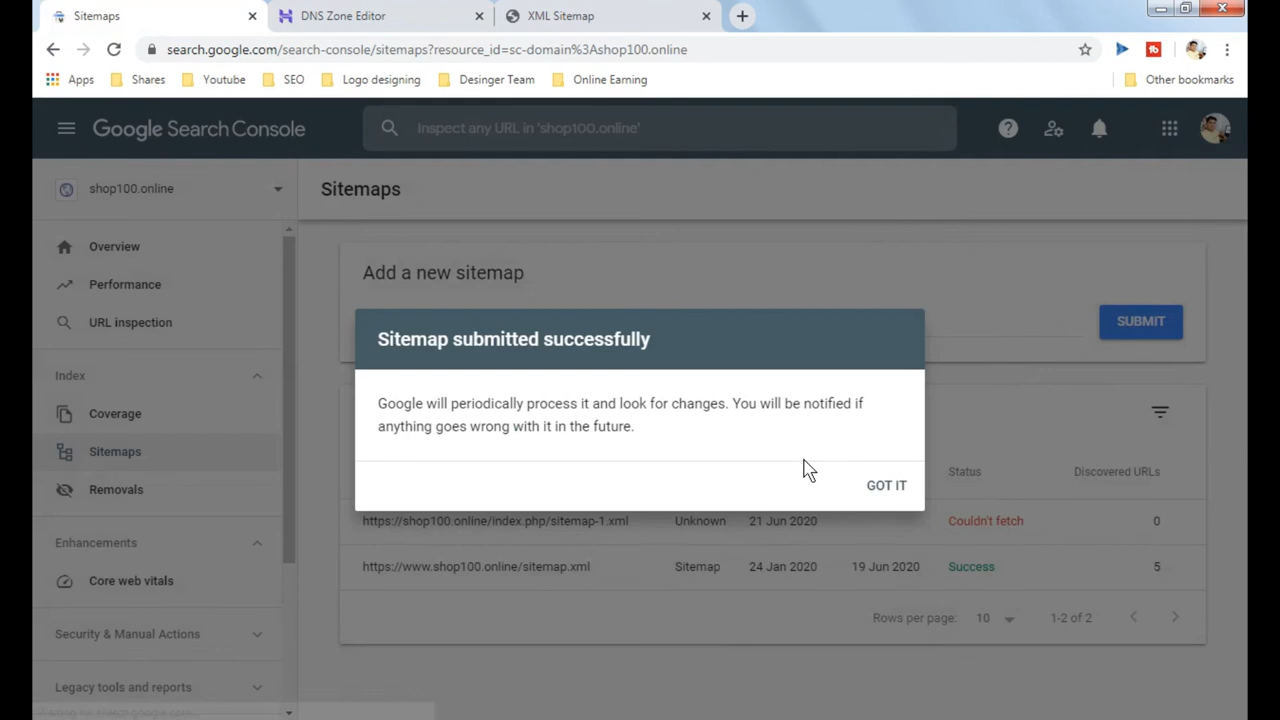 Sitemaps
DNS Zone Editor
XML Sitemap
search.google.com/search-console/sitemaps?resource_id=sc-domain%3Ashop100.online
Apps
Shares
Youtube
SEO
Logo designing
Desinger Team
Online Earning
Other bookmarks
Google Search Console
Inspect any URL in 'shop100.online'
shop100.online
Sitemaps
Overview
Performance
URL inspection
Index
Coverage
Sitemaps
Removals
Enhancements
Core web vitals
Security & Manual Actions
Legacy tools and reports
Add a new sitemap
SUBMIT
Sitemap submitted successfully
Google will periodically process it and look for changes. You will be notified if
anything goes wrong with it in the future.
GOT IT
Status Discovered URLs
https://shop100.online/index.php/sitemap-1.xml Unknown 21 Jun 2020 Couldn't fetch 0
https://www.shop100.online/sitemap.xml Sitemap 24 Jan 2020 19 Jun 2020 Success 5
Rows per page: 10 1-2 of 2